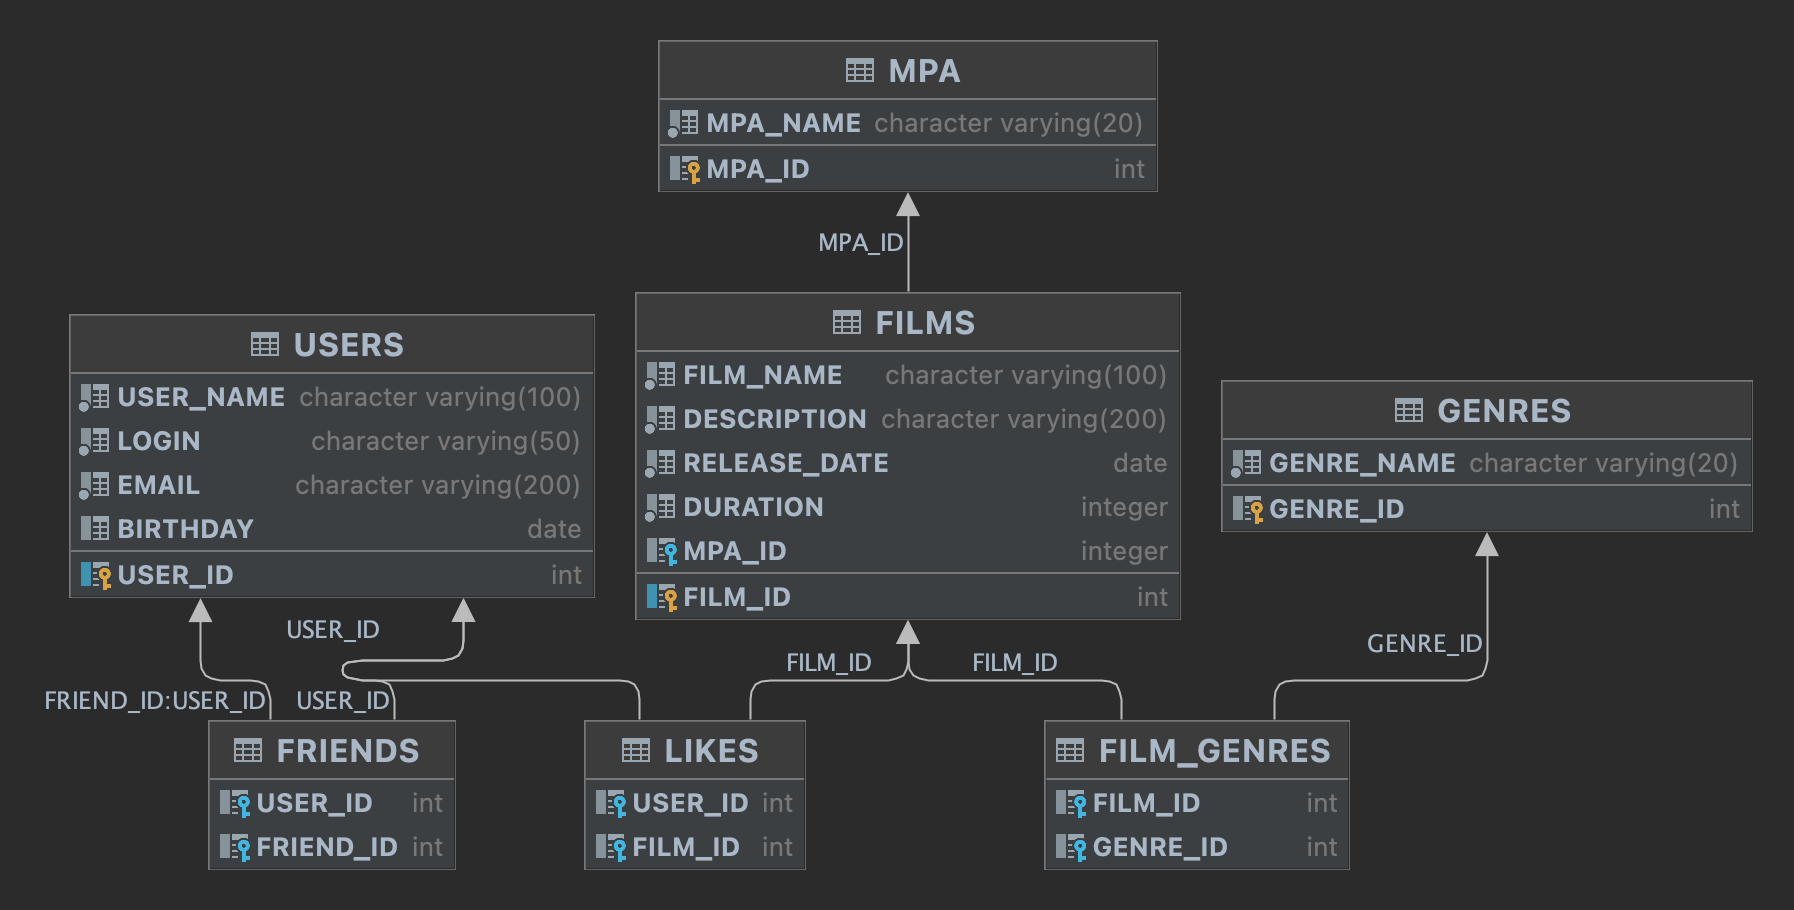 MPA
MPA_NAME character varying(20)
MPA_ID int
MPA_ID
USERS
USER_NAME character varying(100)
LOGIN character varying(50)
EMAIL character varying(200)
BIRTHDAY date
USER_ID int
FILMS
FILM_NAME character varying(100)
DESCRIPTION character varying(200)
RELEASE_DATE date
DURATION integer
MPA_ID integer
FILM_ID int
GENRES
GENRE_NAME character varying(20)
GENRE_ID int
USER_ID
FILM_ID
FILM_ID
GENRE_ID
FRIEND_ID:USER_ID
USER_ID
FRIENDS
USER_ID int
FRIEND_ID int
LIKES
USER_ID int
FILM_ID int
FILM_GENRES
FILM_ID int
GENRE_ID int